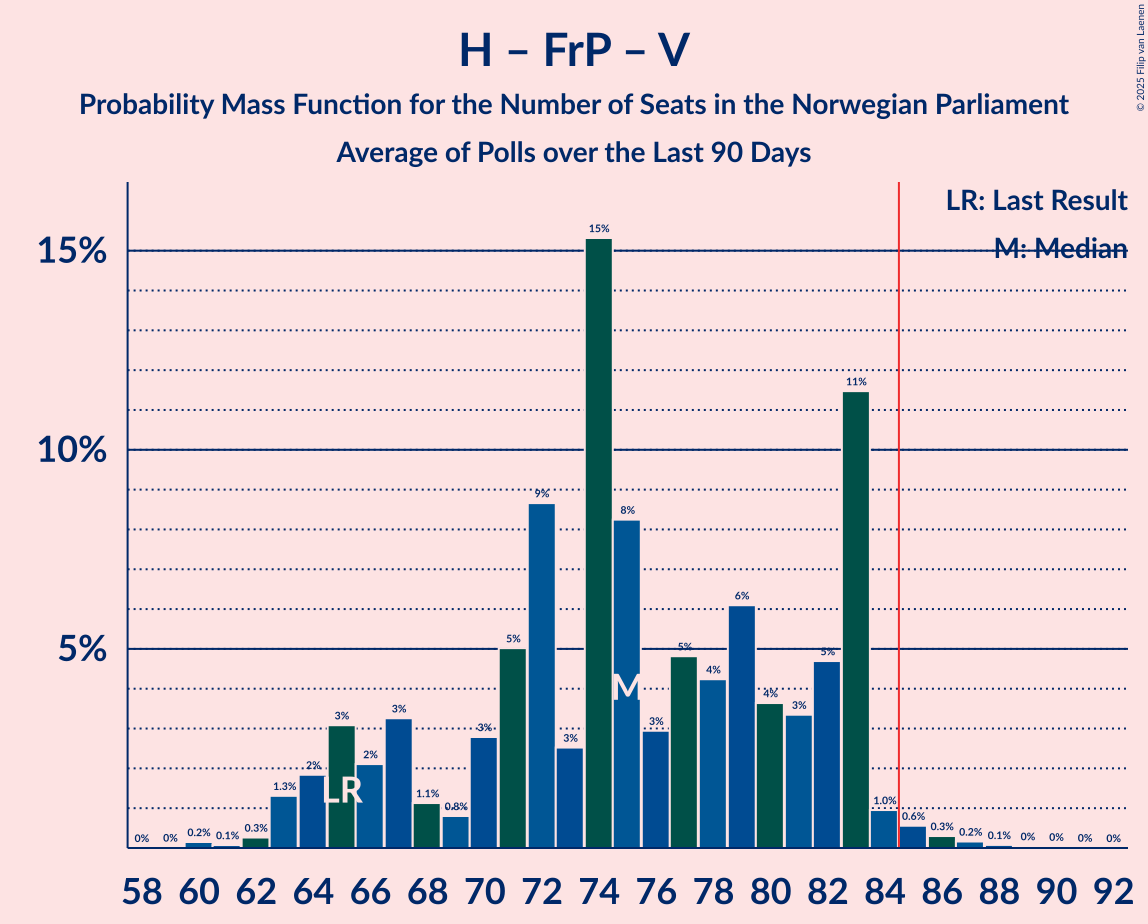 H – FrP – V
Probability Mass Function for the Number of Seats in the Norwegian Parliament
Average of Polls over the Last 90 Days
© 2025 Filip van Laenen
LR: Last Result
M: Median
15%
10%
5%
0% 0% 0.2% 0.1% 0.3% 1.3% 2% 3% 2% 3% 1.1% 0.8% 3% 5% 9% 3% 15% 8% 3% 5% 4% 6% 4% 3% 5% 11% 1.0% 0.6% 0.3% 0.2% 0.1% 0% 0% 0% 0%
LR
M
58 60 62 64 66 68 70 72 74 76 78 80 82 84 86 88 90 92